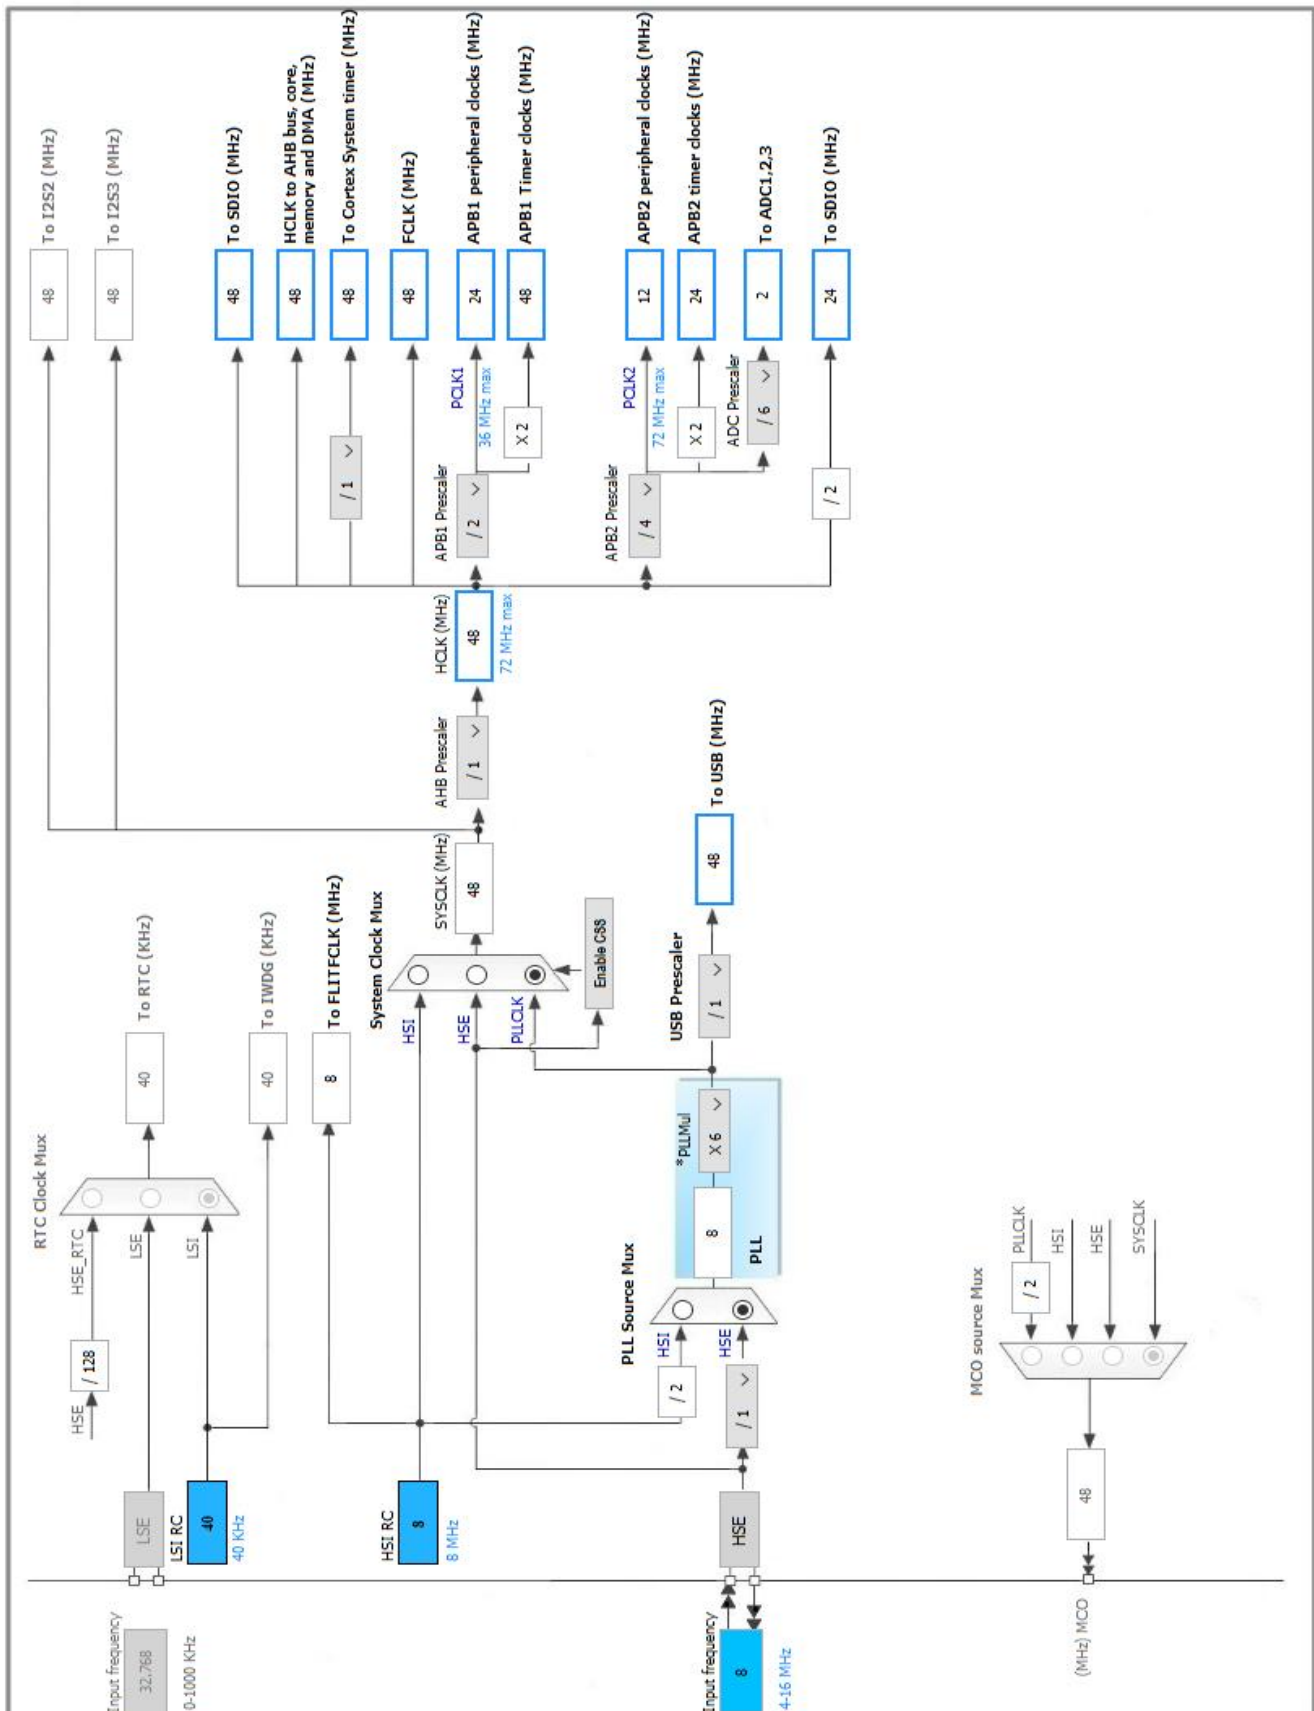 RTC Clock Mux
HSE
/ 128
HSE_RTC
LSE
LSI
40
To RTC (KHz)
Input frequency
32.768
0-1000 KHz
LSE
LSI RC
40
40 KHz
40
To IWDG (KHz)
8
To FLITFCLK (MHz)
HSI RC
8
8 MHz
System Clock Mux
HSI
HSE
PLLCLK
Enable CSS
SYSCLK (MHz)
48
AHB Prescaler
/ 1
HCLK (MHz)
48
72 MHz max
48
To I2S2 (MHz)
48
To I2S3 (MHz)
48
To SDIO (MHz)
48
HCLK to AHB bus, core,
memory and DMA (MHz)
/ 1
48
To Cortex System timer (MHz)
48
FCLK (MHz)
APB1 Prescaler
/ 2
PCLK1
36 MHz max
24
APB1 peripheral clocks (MHz)
X 2
48
APB1 Timer clocks (MHz)
APB2 Prescaler
/ 4
PCLK2
72 MHz max
12
APB2 peripheral clocks (MHz)
X 2
24
APB2 timer clocks (MHz)
ADC Prescaler
/ 6
2
To ADC1,2,3
/ 2
24
To SDIO (MHz)
PLL Source Mux
/ 2
HSI
HSE
/ 1
Input frequency
8
4-16 MHz
HSE
8
*PLLMul
X 6
PLL
USB Prescaler
/ 1
48
To USB (MHz)
MCO source Mux
/ 2
PLLCLK
HSI
HSE
SYSCLK
48
(MHz) MCO